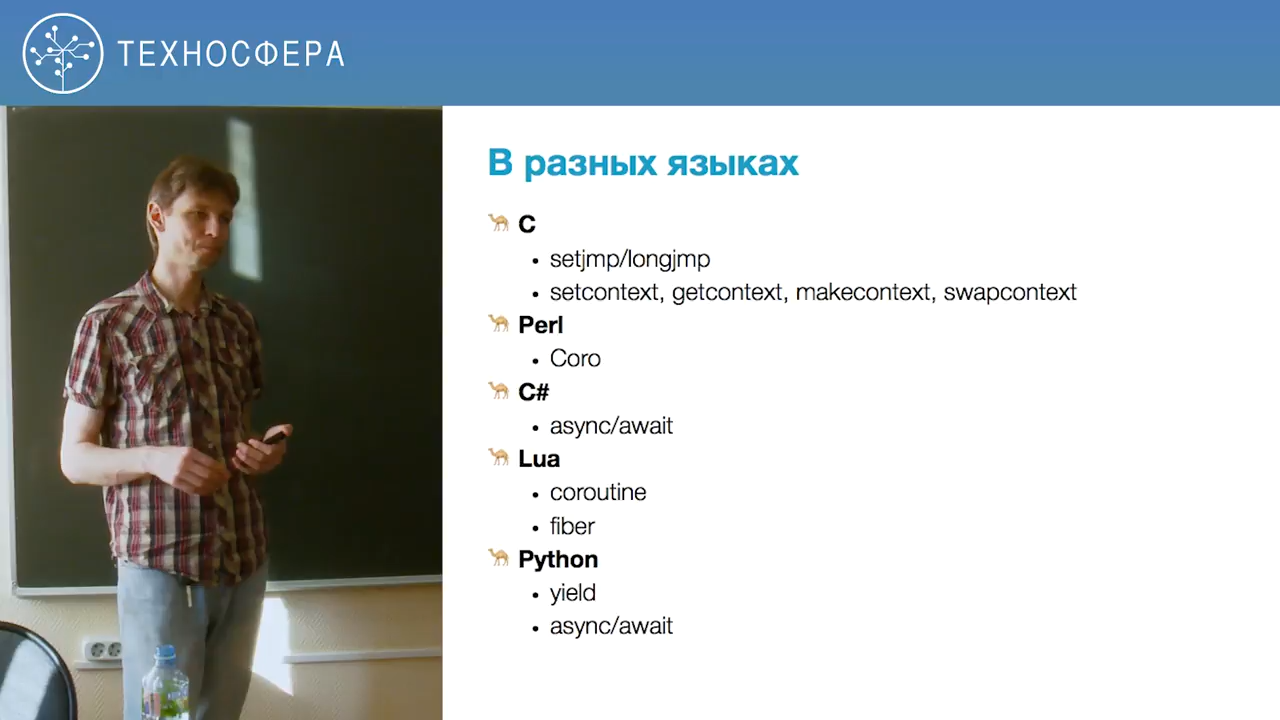 ТЕХНОСФЕРА
В разных языках
C
setjmp/longjmp
setcontext, getcontext, makecontext, swapcontext
Perl
Coro
C#
async/await
Lua
coroutine
fiber
Python
yield
async/await